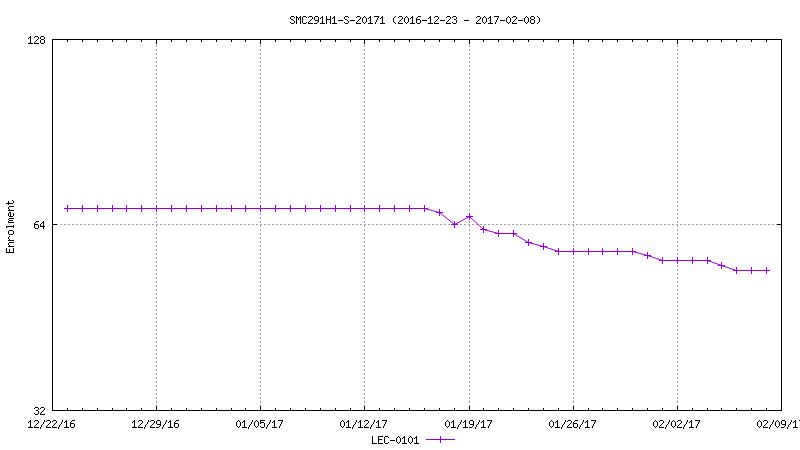 SMC291H1-S-20171 (2016-12-23 - 2017-02-08)
128
Enrolment
64
32
12/22/16 12/29/16 01/05/17 01/12/17 01/19/17 01/26/17 02/02/17 02/09/1
LEC-0101